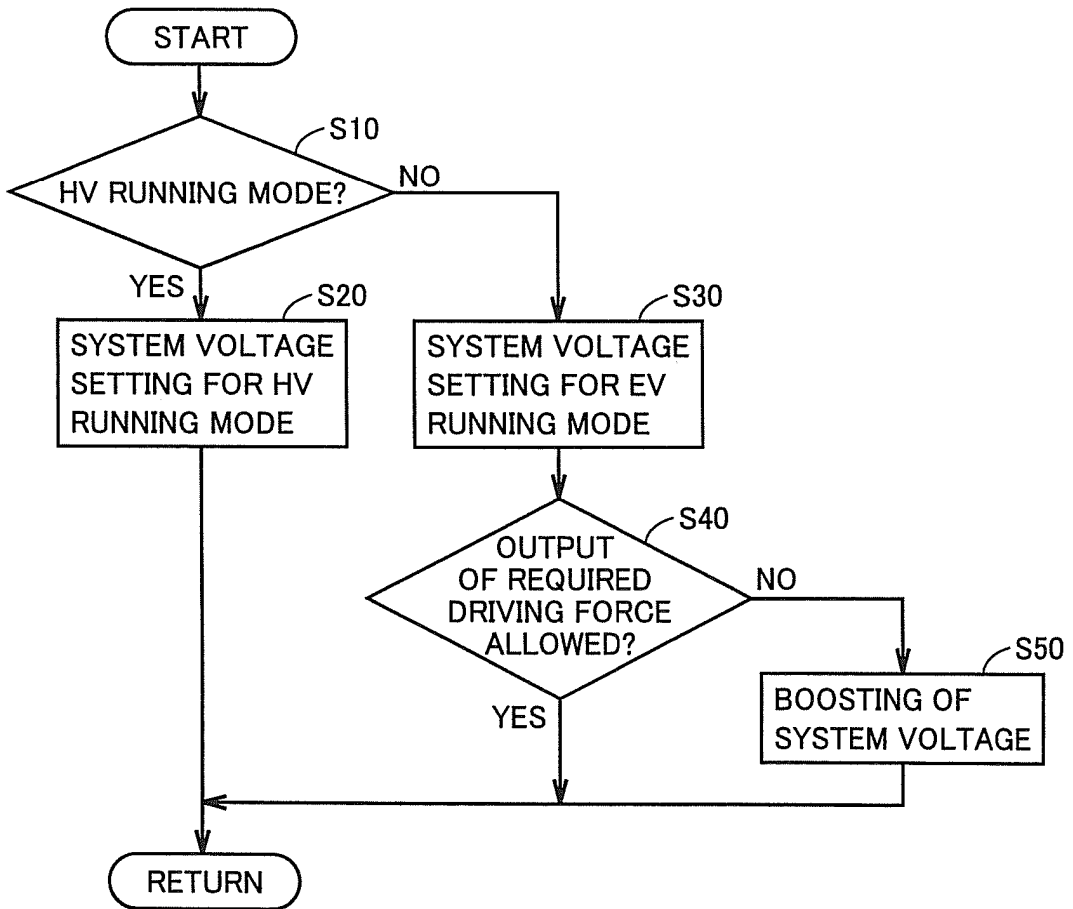 START
S10
HV RUNNING MODE?
NO
YES
S20
SYSTEM VOLTAGE
SETTING FOR HV
RUNNING MODE
S30
SYSTEM VOLTAGE
SETTING FOR EV
RUNNING MODE
S40
OUTPUT
OF REQUIRED
DRIVING FORCE
ALLOWED?
NO
YES
S50
BOOSTING OF
SYSTEM VOLTAGE
RETURN